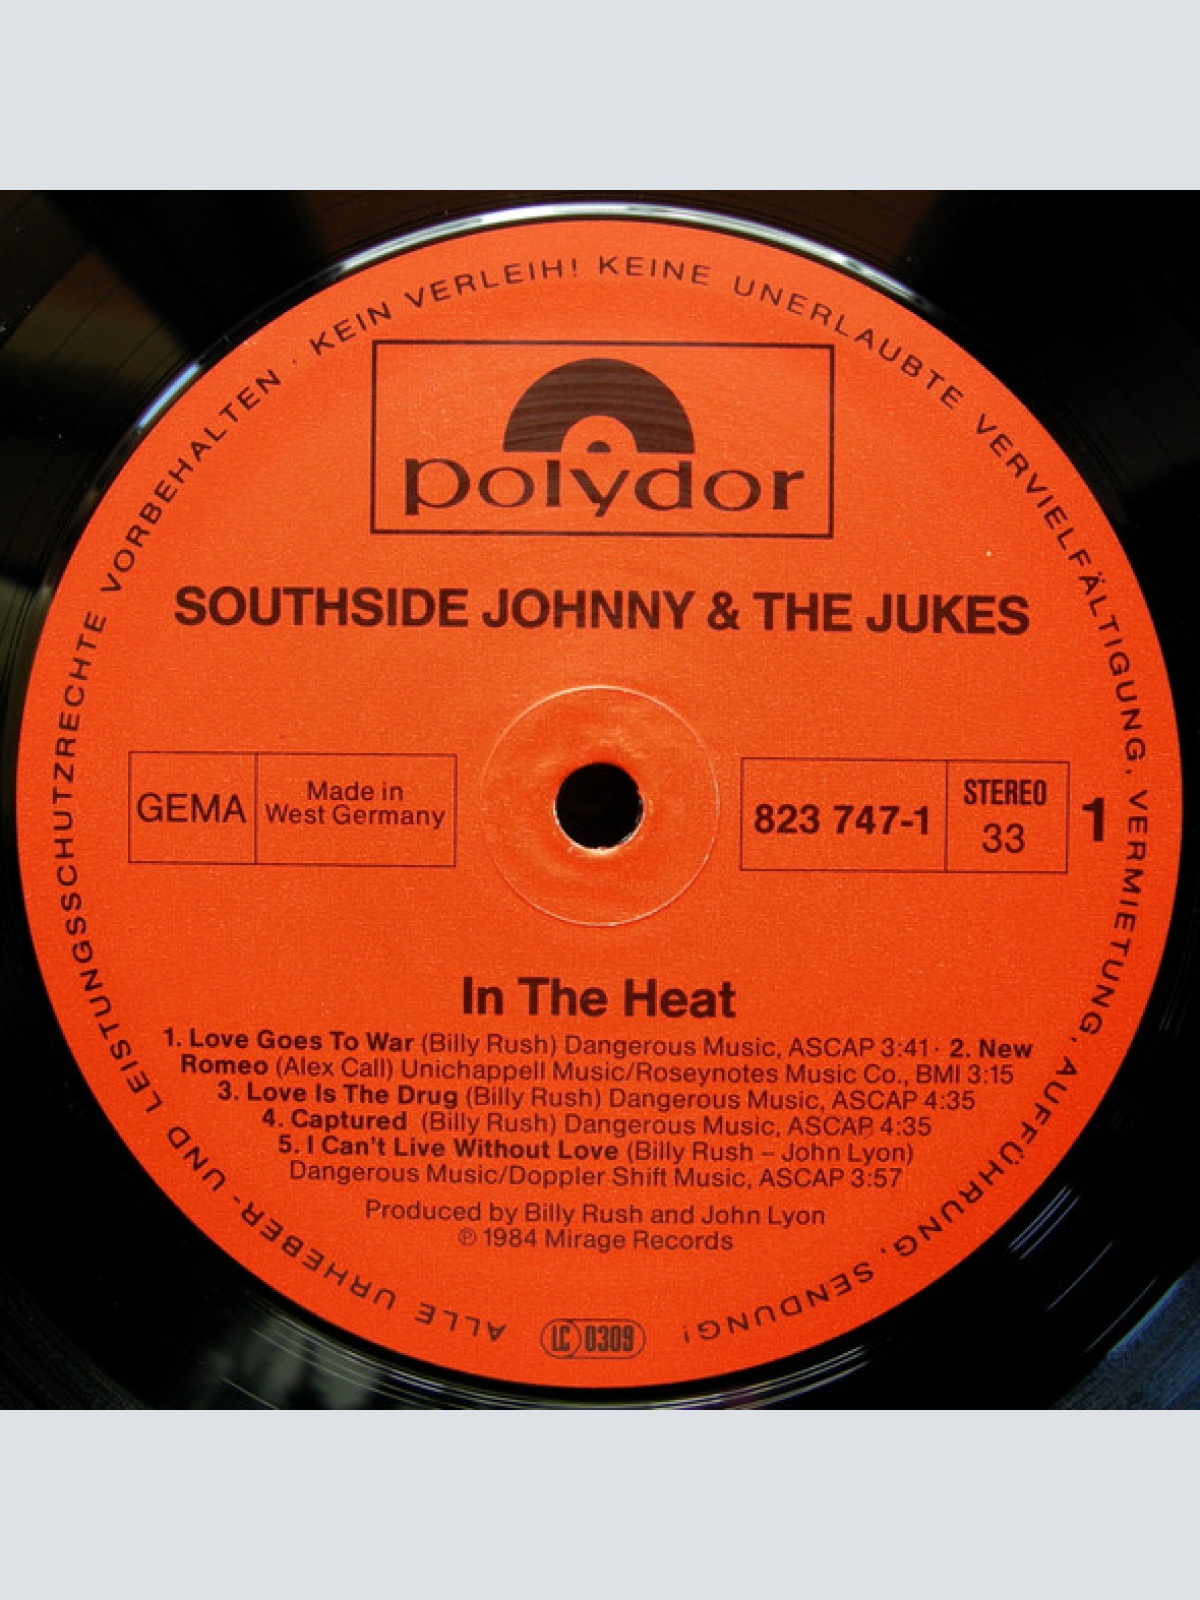 ALLE URHEBER- UND LEISTUNGSSCHUTZRECHTE VORBEHALTEN · KEIN VERLEIH! KEINE UNERLAUBTE VERVIELFÄLTIGUNG, VERMIETUNG, AUFFÜHRUNG, SENDUNG!
polydor
SOUTHSIDE JOHNNY & THE JUKES
GEMA
Made in
West Germany
823 747-1
STEREO
33
1
In The Heat
1. Love Goes To War (Billy Rush) Dangerous Music, ASCAP 3:41 · 2. New
Romeo (Alex Call) Unichappell Music/Roseynotes Music Co., BMI 3:15
3. Love Is The Drug (Billy Rush) Dangerous Music, ASCAP 4:35
4. Captured (Billy Rush) Dangerous Music, ASCAP 4:35
5. I Can't Live Without Love (Billy Rush – John Lyon)
Dangerous Music/Doppler Shift Music, ASCAP 3:57
Produced by Billy Rush and John Lyon
℗ 1984 Mirage Records
LC 0309